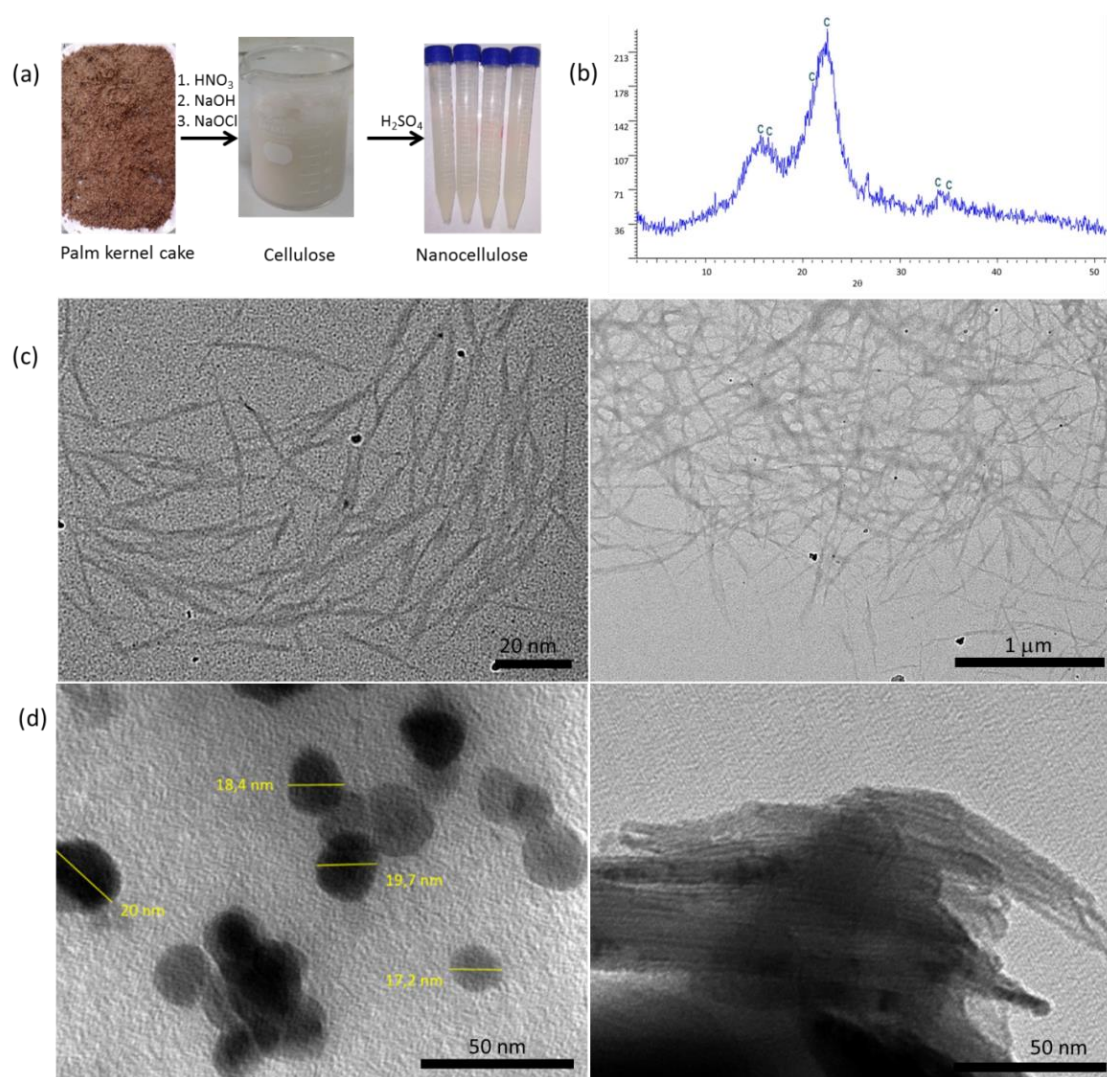 (a)
1. HNO₃
2. NaOH
3. NaOCl
H₂SO₄
Palm kernel cake
Cellulose
Nanocellulose
(b)
213
178
142
107
71
36
C
C
C
C
C
C
10
20
30
40
50
2θ
(c)
20 nm
1 μm
(d)
18,4 nm
19,7 nm
20 nm
17,2 nm
50 nm
50 nm